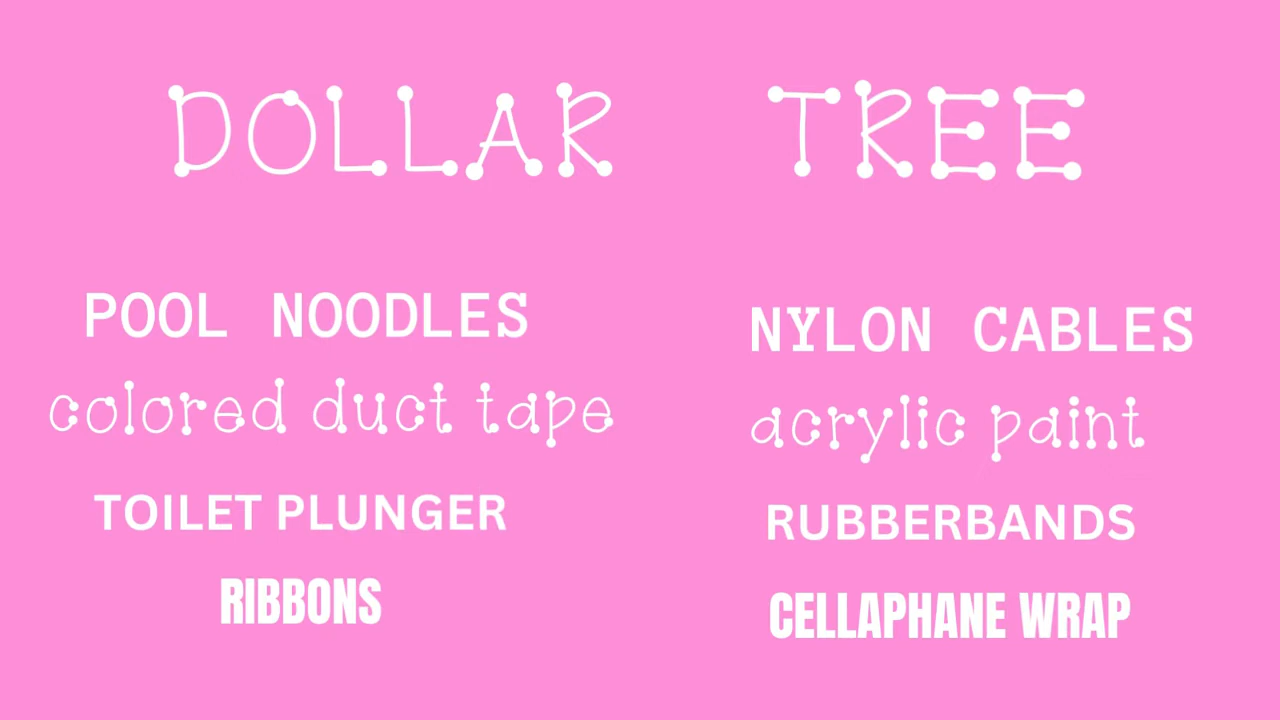 DOLLAR TREE
POOL NOODLES
colored duct tape
TOILET PLUNGER
RIBBONS
NYLON CABLES
acrylic paint
RUBBERBANDS
CELLAPHANE WRAP